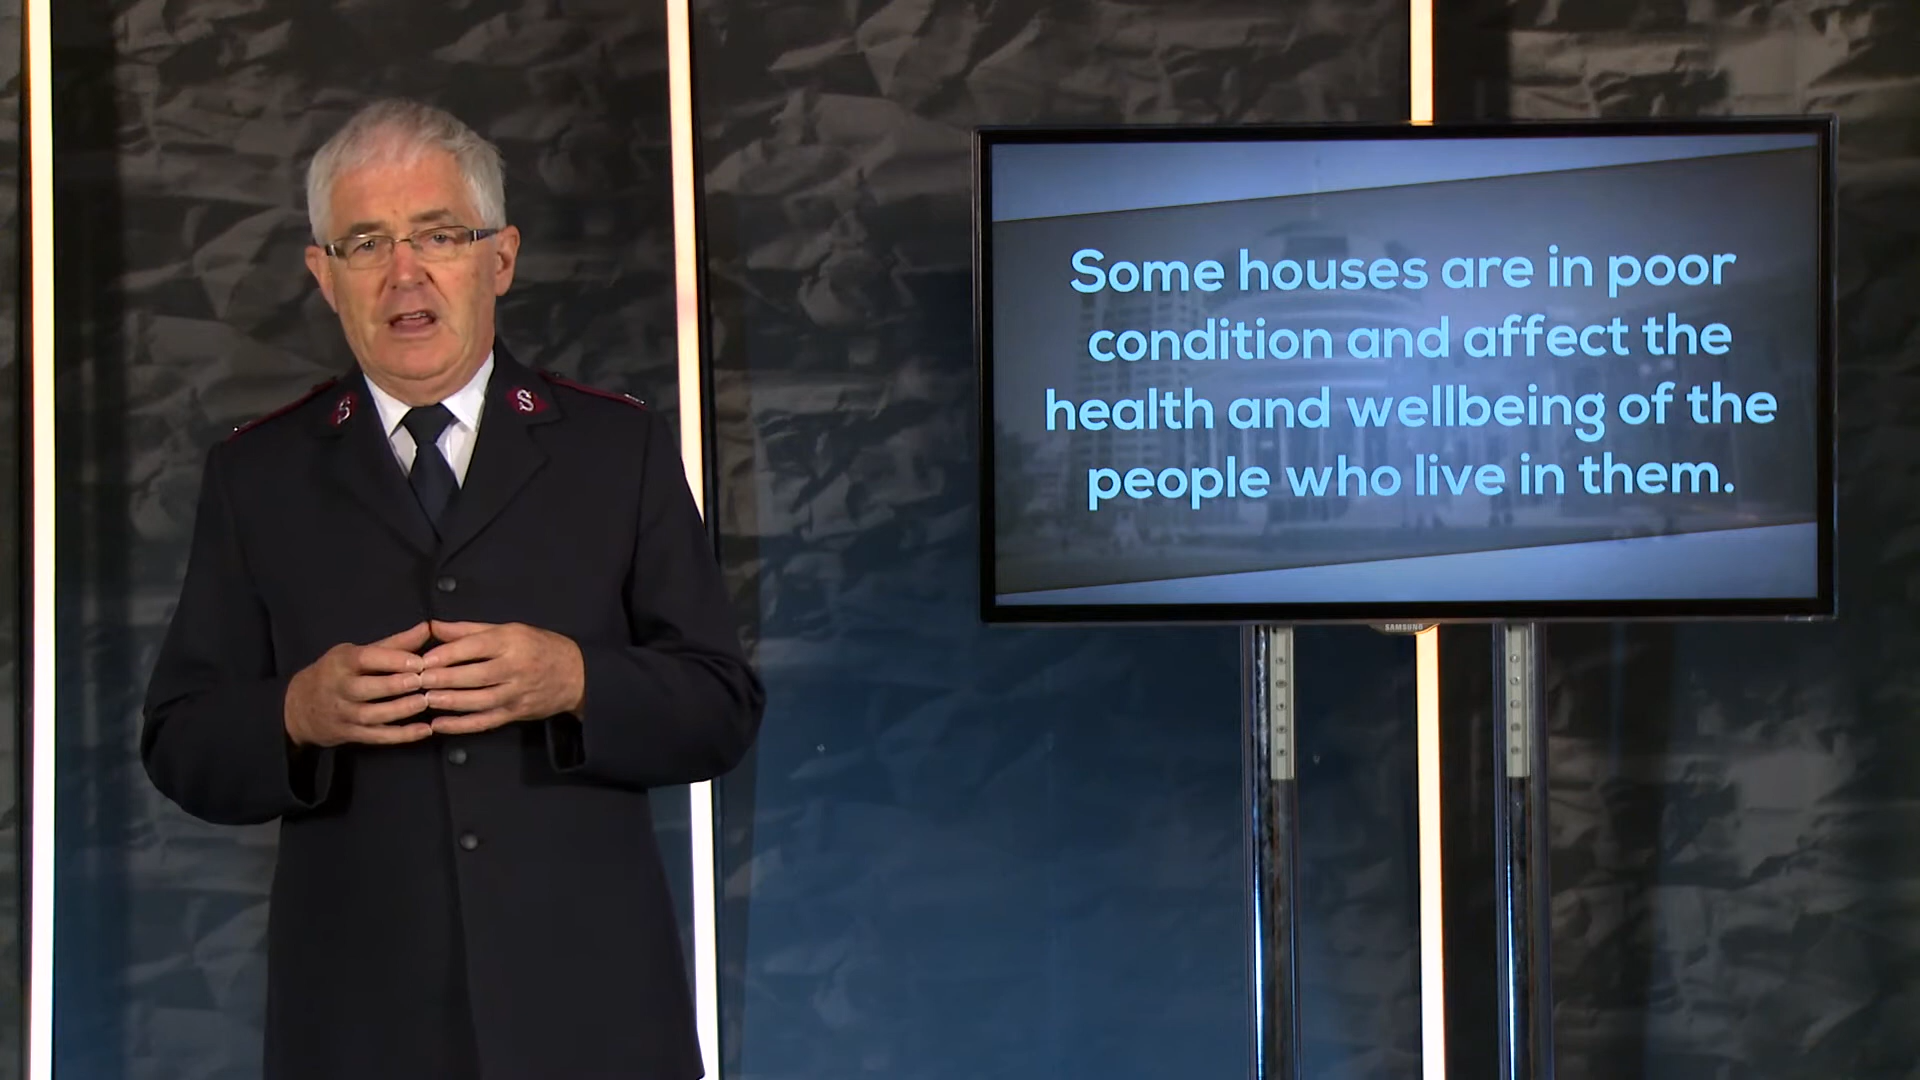 S S
Some houses are in poor
condition and affect the
health and wellbeing of the
people who live in them.
SAMSUNG